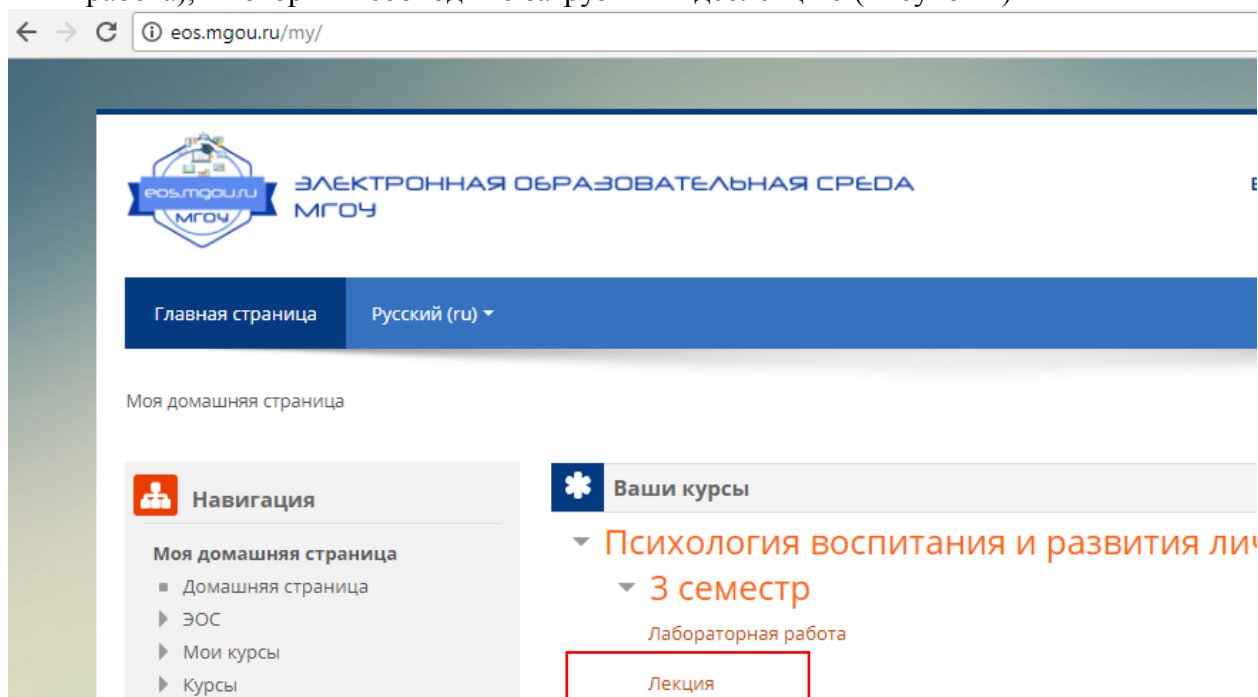 eos.mgou.ru/my/
eos.mgou.ru
МГОУ
ЭЛЕКТРОННАЯ ОБРАЗОВАТЕЛЬНАЯ СРЕДА
МГОУ
Главная страница
Русский (ru)
Моя домашняя страница
Навигация
Моя домашняя страница
Домашняя страница
ЭОС
Мои курсы
Курсы
Ваши курсы
Психология воспитания и развития
3 семестр
Лабораторная работа
Лекция